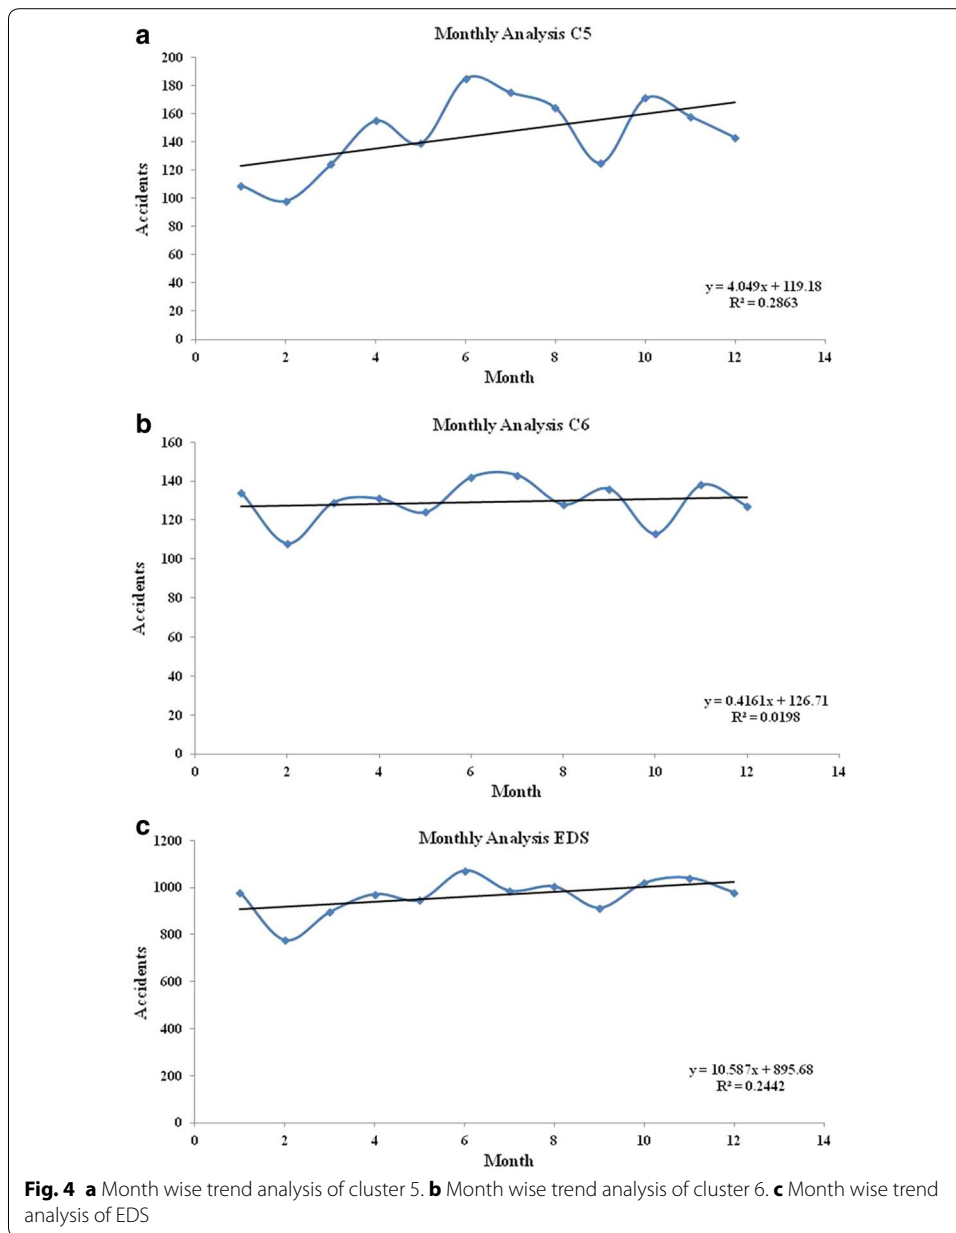 a
Monthly Analysis C5
200
180
160
140
120
100
80
60
40
20
0
Accidents
y = 4.049x + 119.18
R² = 0.2863
0 2 4 6 8 10 12 14
Month
b
Monthly Analysis C6
160
140
120
100
80
60
40
20
0
Accidents
y = 0.4161x + 126.71
R² = 0.0198
0 2 4 6 8 10 12 14
Month
c
Monthly Analysis EDS
1200
1000
800
600
400
200
0
Accidents
y = 10.587x + 895.68
R² = 0.2442
0 2 4 6 8 10 12 14
Month
Fig. 4 a Month wise trend analysis of cluster 5. b Month wise trend analysis of cluster 6. c Month wise trend
analysis of EDS